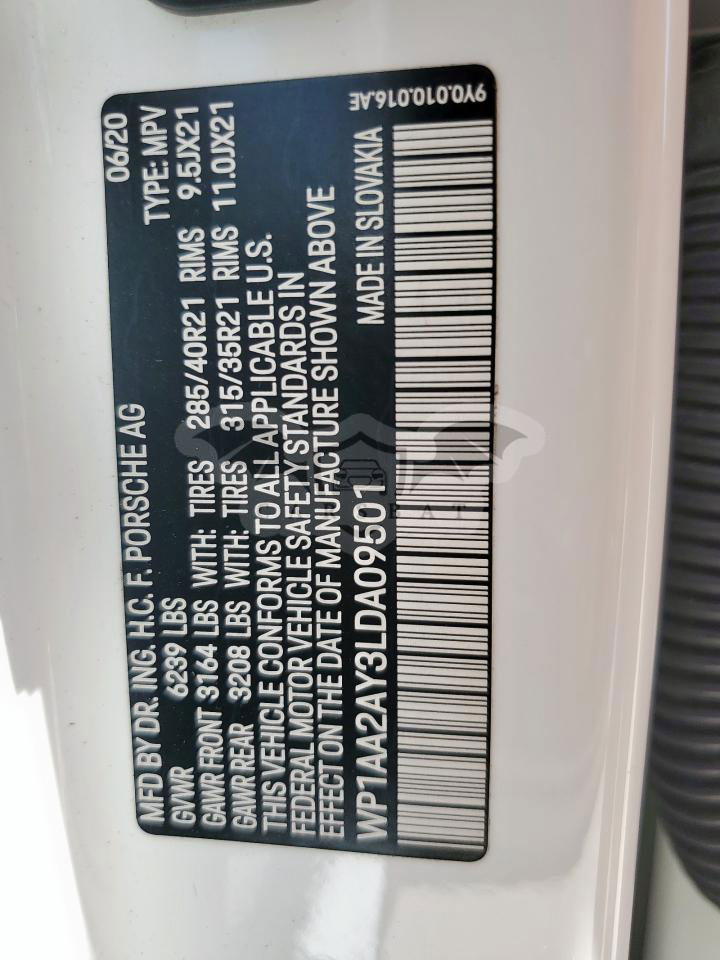 MFD BY DR. ING. H.C. F. PORSCHE AG 06/20
GVWR 6239 LBS TYPE: MPV
GAWR FRONT 3164 LBS WITH: TIRES 285/40R21 RIMS 9.5JX21
GAWR REAR 3208 LBS WITH: TIRES 315/35R21 RIMS 11.0JX21
THIS VEHICLE CONFORMS TO ALL APPLICABLE U.S.
FEDERAL MOTOR VEHICLE SAFETY STANDARDS IN
EFFECT ON THE DATE OF MANUFACTURE SHOWN ABOVE
WP1AA2AY3LDA09501 MADE IN SLOVAKIA
9Y0.010.016.AE